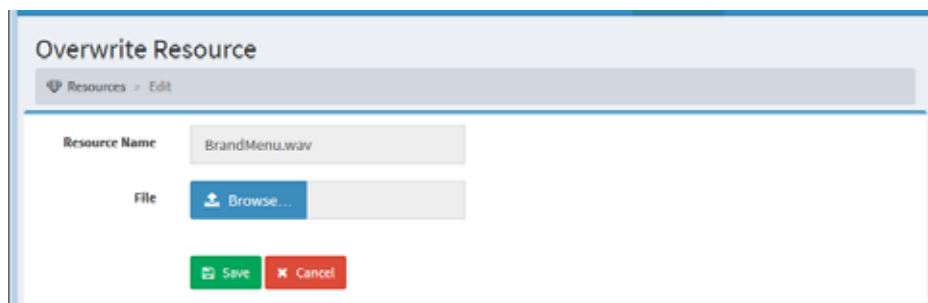 Overwrite Resource
Resources > Edit
Resource Name BrandMenu.wav
File Browse...
Save Cancel